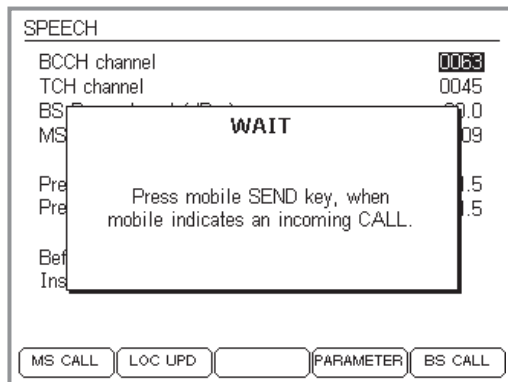 SPEECH
BCCH channel 0063
TCH channel 0045
BS
WAIT
MS 09
Press mobile SEND key, when
mobile indicates an incoming CALL.
Pre .5
Pre .5
Bef
Ins
MS CALL LOC UPD PARAMETER BS CALL